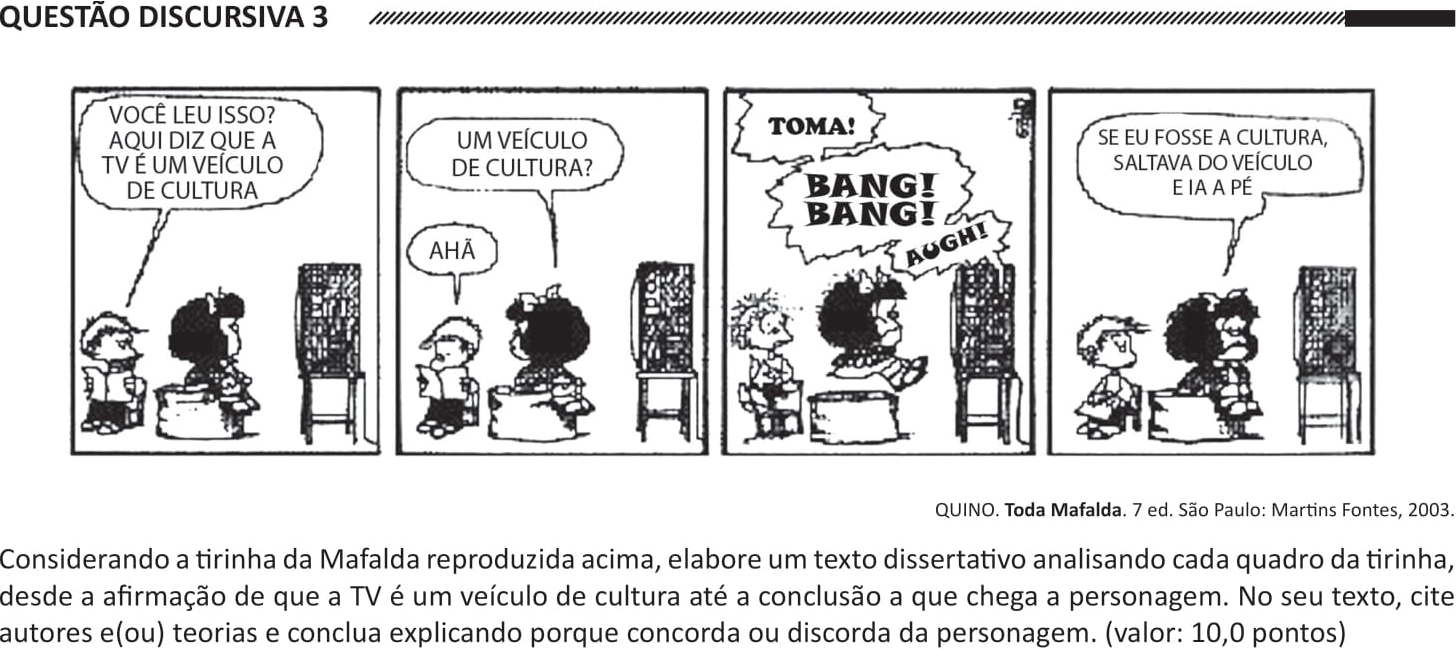 QUESTÃO DISCURSIVA 3
VOCÊ LEU ISSO?
AQUI DIZ QUE A
TV É UM VEÍCULO
DE CULTURA
UM VEÍCULO
DE CULTURA?
AHÃ
TOMA!
BANG!
BANG!
AUGH!
SE EU FOSSE A CULTURA,
SALTAVA DO VEÍCULO
E IA A PÉ
QUINO. Toda Mafalda. 7 ed. São Paulo: Martins Fontes, 2003.
Considerando a tirinha da Mafalda reproduzida acima, elabore um texto dissertativo analisando cada quadro da tirinha,
desde a afirmação de que a TV é um veículo de cultura até a conclusão a que chega a personagem. No seu texto, cite
autores e(ou) teorias e conclua explicando porque concorda ou discorda da personagem. (valor: 10,0 pontos)